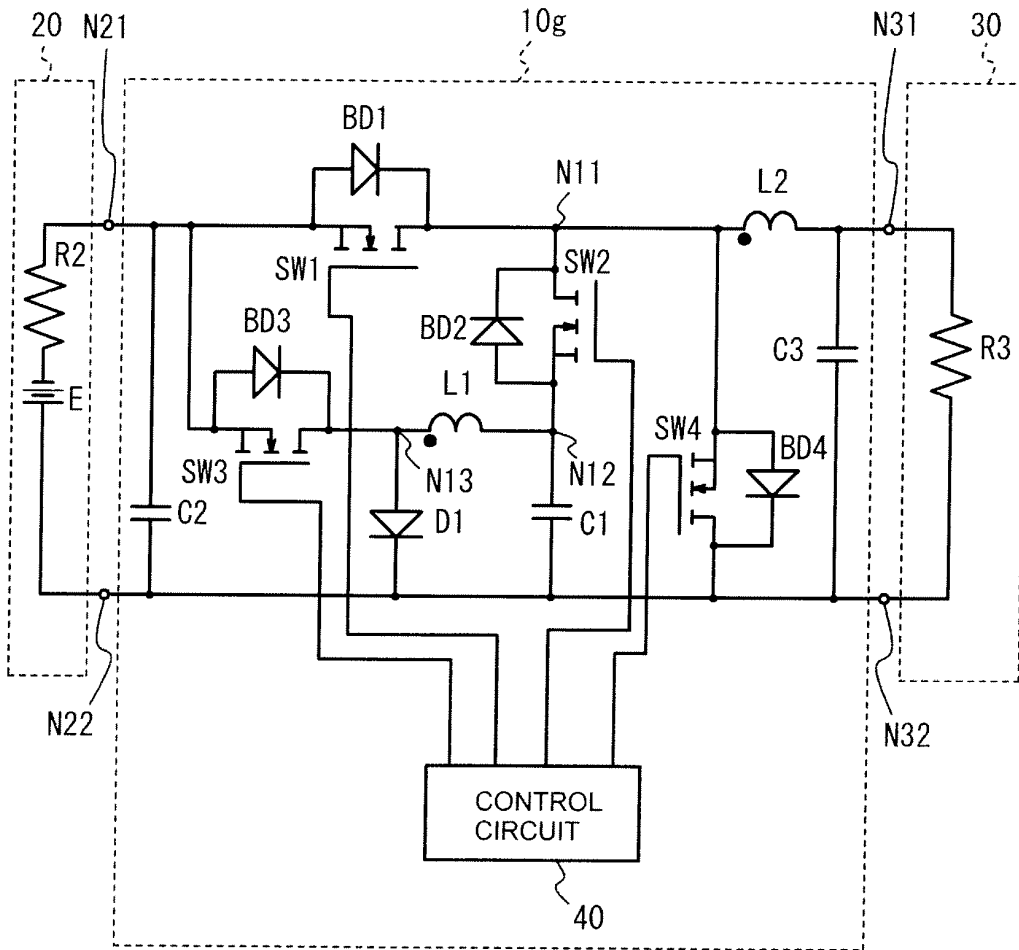 20
N21
10g
N31
30
BD1
N11
L2
R2
SW1
SW2
BD3
BD2
C3
R3
E
L1
SW4
BD4
SW3
N13
N12
C2
D1
C1
N22
N32
CONTROL
CIRCUIT
40